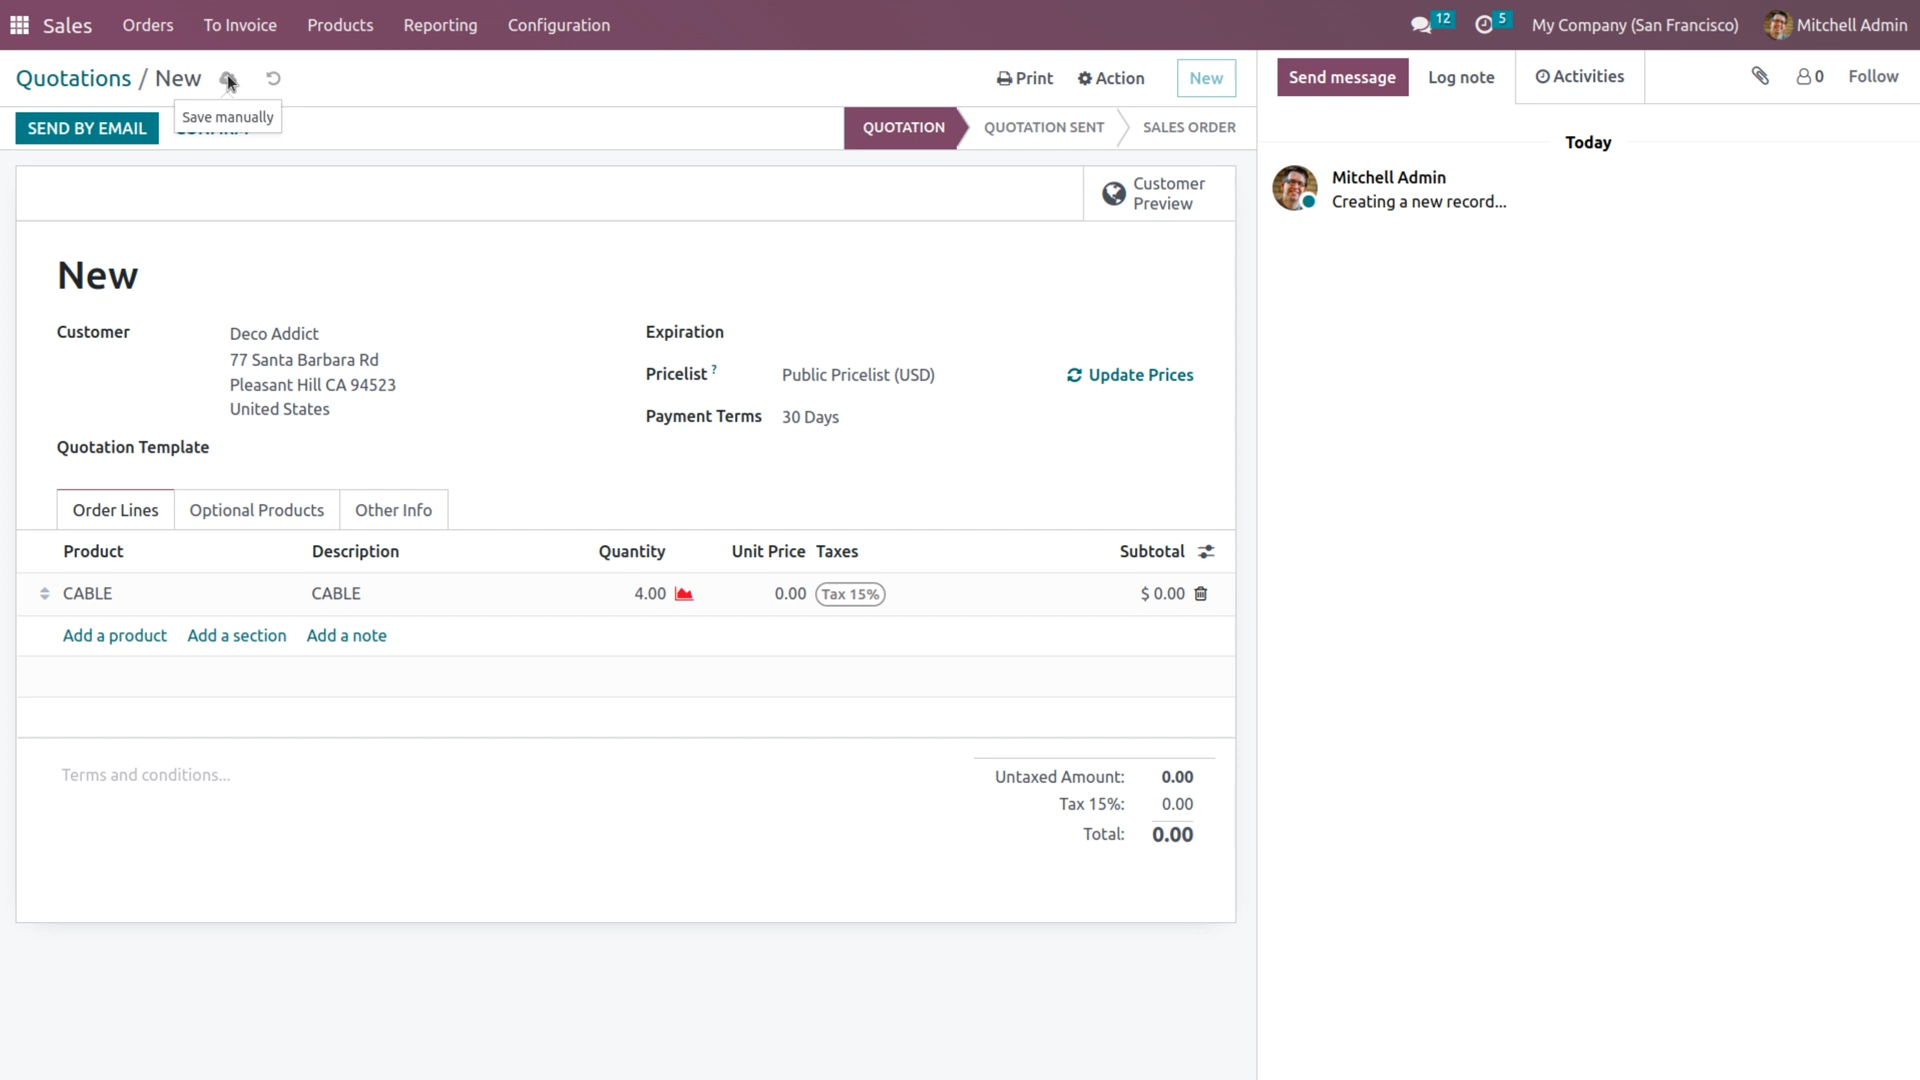 Sales Orders To Invoice Products Reporting Configuration 12 5 My Company (San Francisco) Mitchell Admin
Quotations / New Print Action New
Save manually
SEND BY EMAIL CONFIRM QUOTATION QUOTATION SENT SALES ORDER
Customer
Preview
New
Customer Deco Addict
77 Santa Barbara Rd
Pleasant Hill CA 94523
United States
Quotation Template
Expiration
Pricelist ? Public Pricelist (USD) Update Prices
Payment Terms 30 Days
Order Lines Optional Products Other Info
Product Description Quantity Unit Price Taxes Subtotal
CABLE CABLE 4.00 0.00 Tax 15% $ 0.00
Add a product Add a section Add a note
Terms and conditions...
Untaxed Amount: 0.00
Tax 15%: 0.00
Total: 0.00
Send message Log note Activities 0 Follow
Today
Mitchell Admin
Creating a new record...